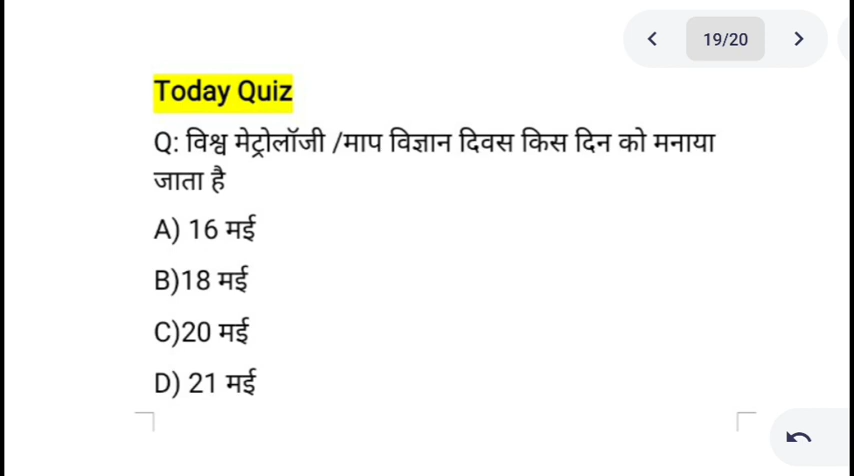 19/20
Today Quiz
Q: विश्व मेट्रोलॉजी /माप विज्ञान दिवस किस दिन को मनाया
जाता है
A) 16 मई
B)18 मई
C)20 मई
D) 21 मई